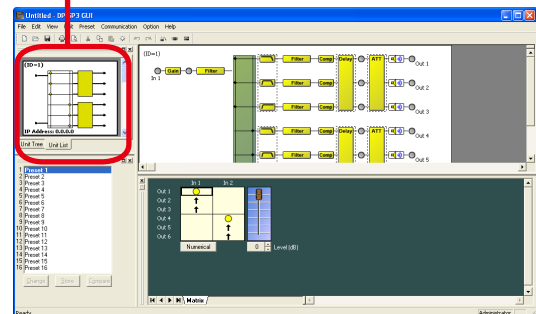 Untitled - DP-SP3 GUI
File Edit View Unit Preset Communication Option Help
(ID=1)
IP Address: 0.0.0.0
Unit Tree Unit List
(ID=1)
In 1
Gain
Filter
Filter Comp Delay ATT Out 1
Filter Comp Out 2
Filter Comp Out 3
Filter Comp Delay ATT Out 4
Filter Comp Out 5
1 Preset 1
2 Preset 2
3 Preset 3
4 Preset 4
5 Preset 5
6 Preset 6
7 Preset 7
8 Preset 8
9 Preset 9
10 Preset 10
11 Preset 11
12 Preset 12
13 Preset 13
14 Preset 14
15 Preset 15
16 Preset 16
Change Store Compare
In 1 In 2
Out 1
Out 2
Out 3
Out 4
Out 5
Out 6
Numerical 0 Level (dB)
Matrix
Ready Administrator